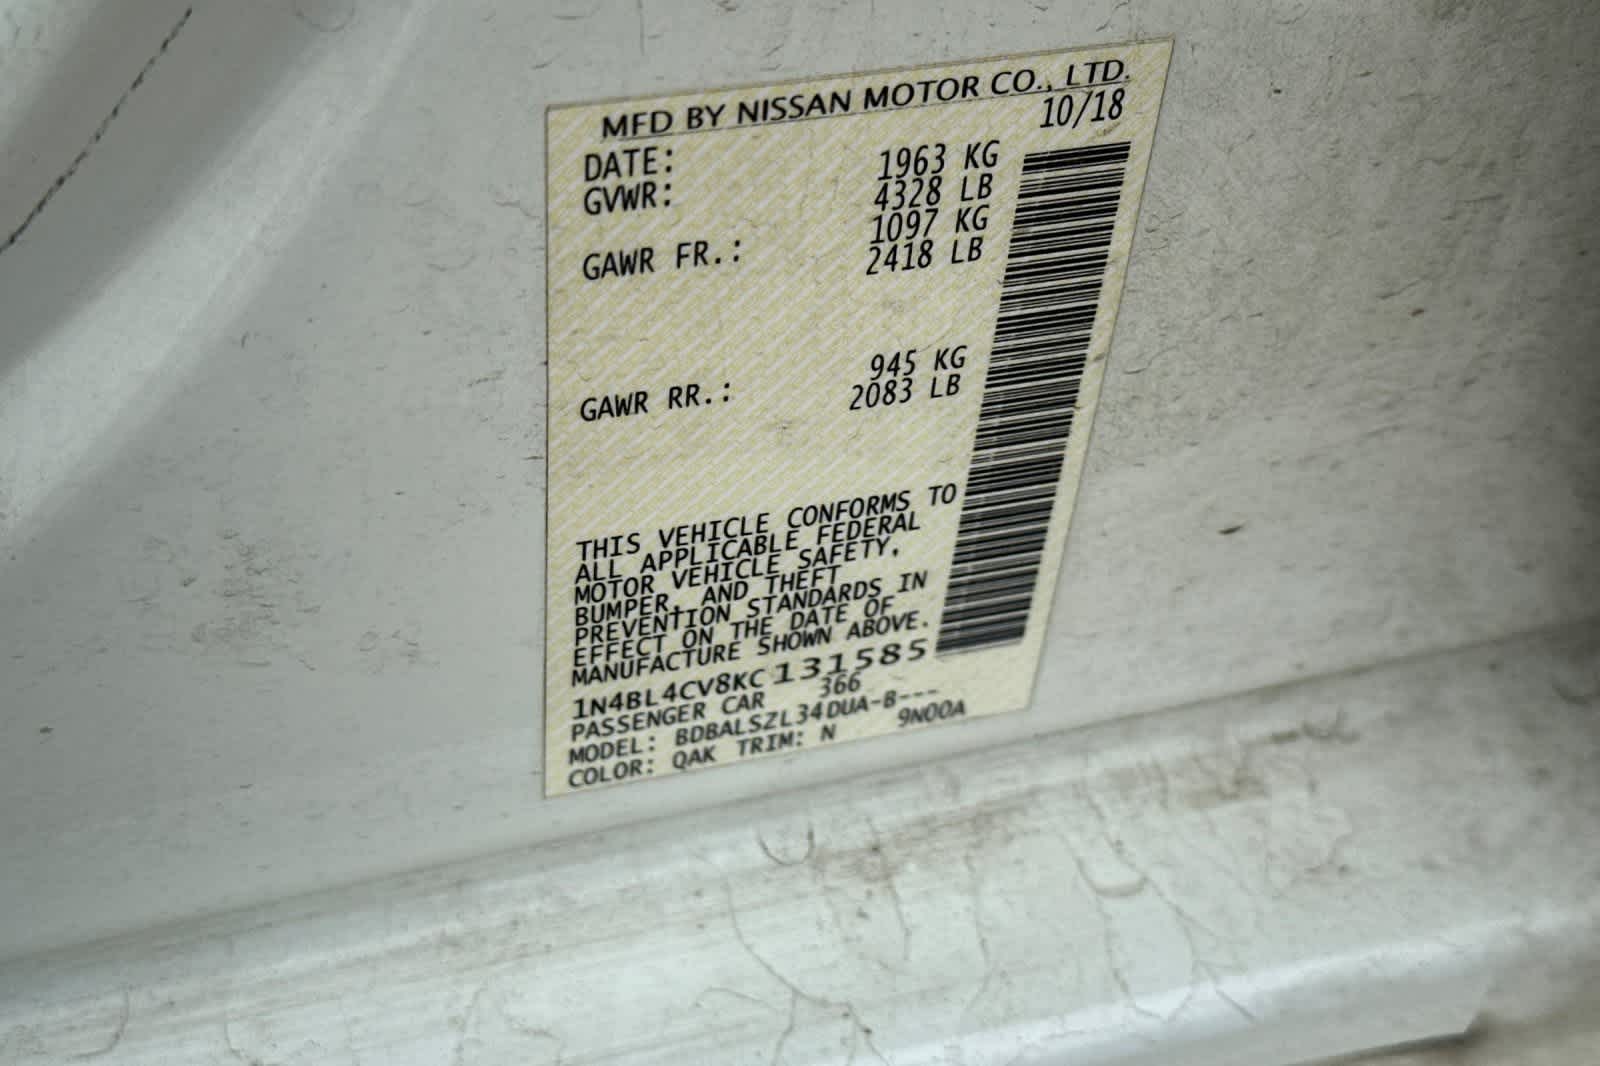 MFD BY NISSAN MOTOR CO., LTD.
DATE: 10/18
GVWR: 1963 KG
4328 LB
GAWR FR.: 1097 KG
2418 LB
GAWR RR.: 945 KG
2083 LB
THIS VEHICLE CONFORMS TO
ALL APPLICABLE FEDERAL
MOTOR VEHICLE SAFETY,
BUMPER, AND THEFT
PREVENTION STANDARDS IN
EFFECT ON THE DATE OF
MANUFACTURE SHOWN ABOVE.
1N4BL4CV8KC131585
PASSENGER CAR 366
MODEL: BDBALSZL34DUA-B---
COLOR: QAK TRIM: N 9N00A